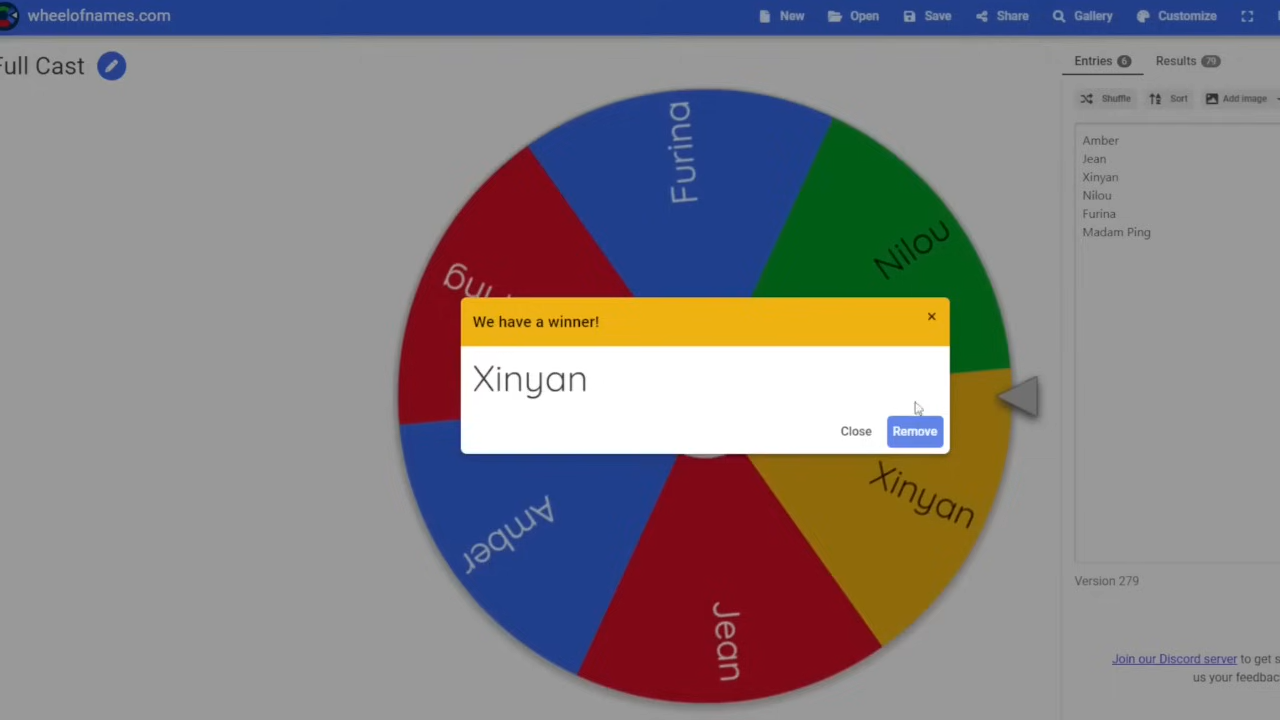 wheelofnames.com
New
Open
Save
Share
Gallery
Customize
Full Cast
Entries 6
Results 79
Shuffle
Sort
Add image
Amber
Jean
Xinyan
Nilou
Furina
Madam Ping
Furina
Nilou
Xinyan
Jean
Amber
We have a winner!
×
Xinyan
Close
Remove
Version 279
Join our Discord server to get
us your